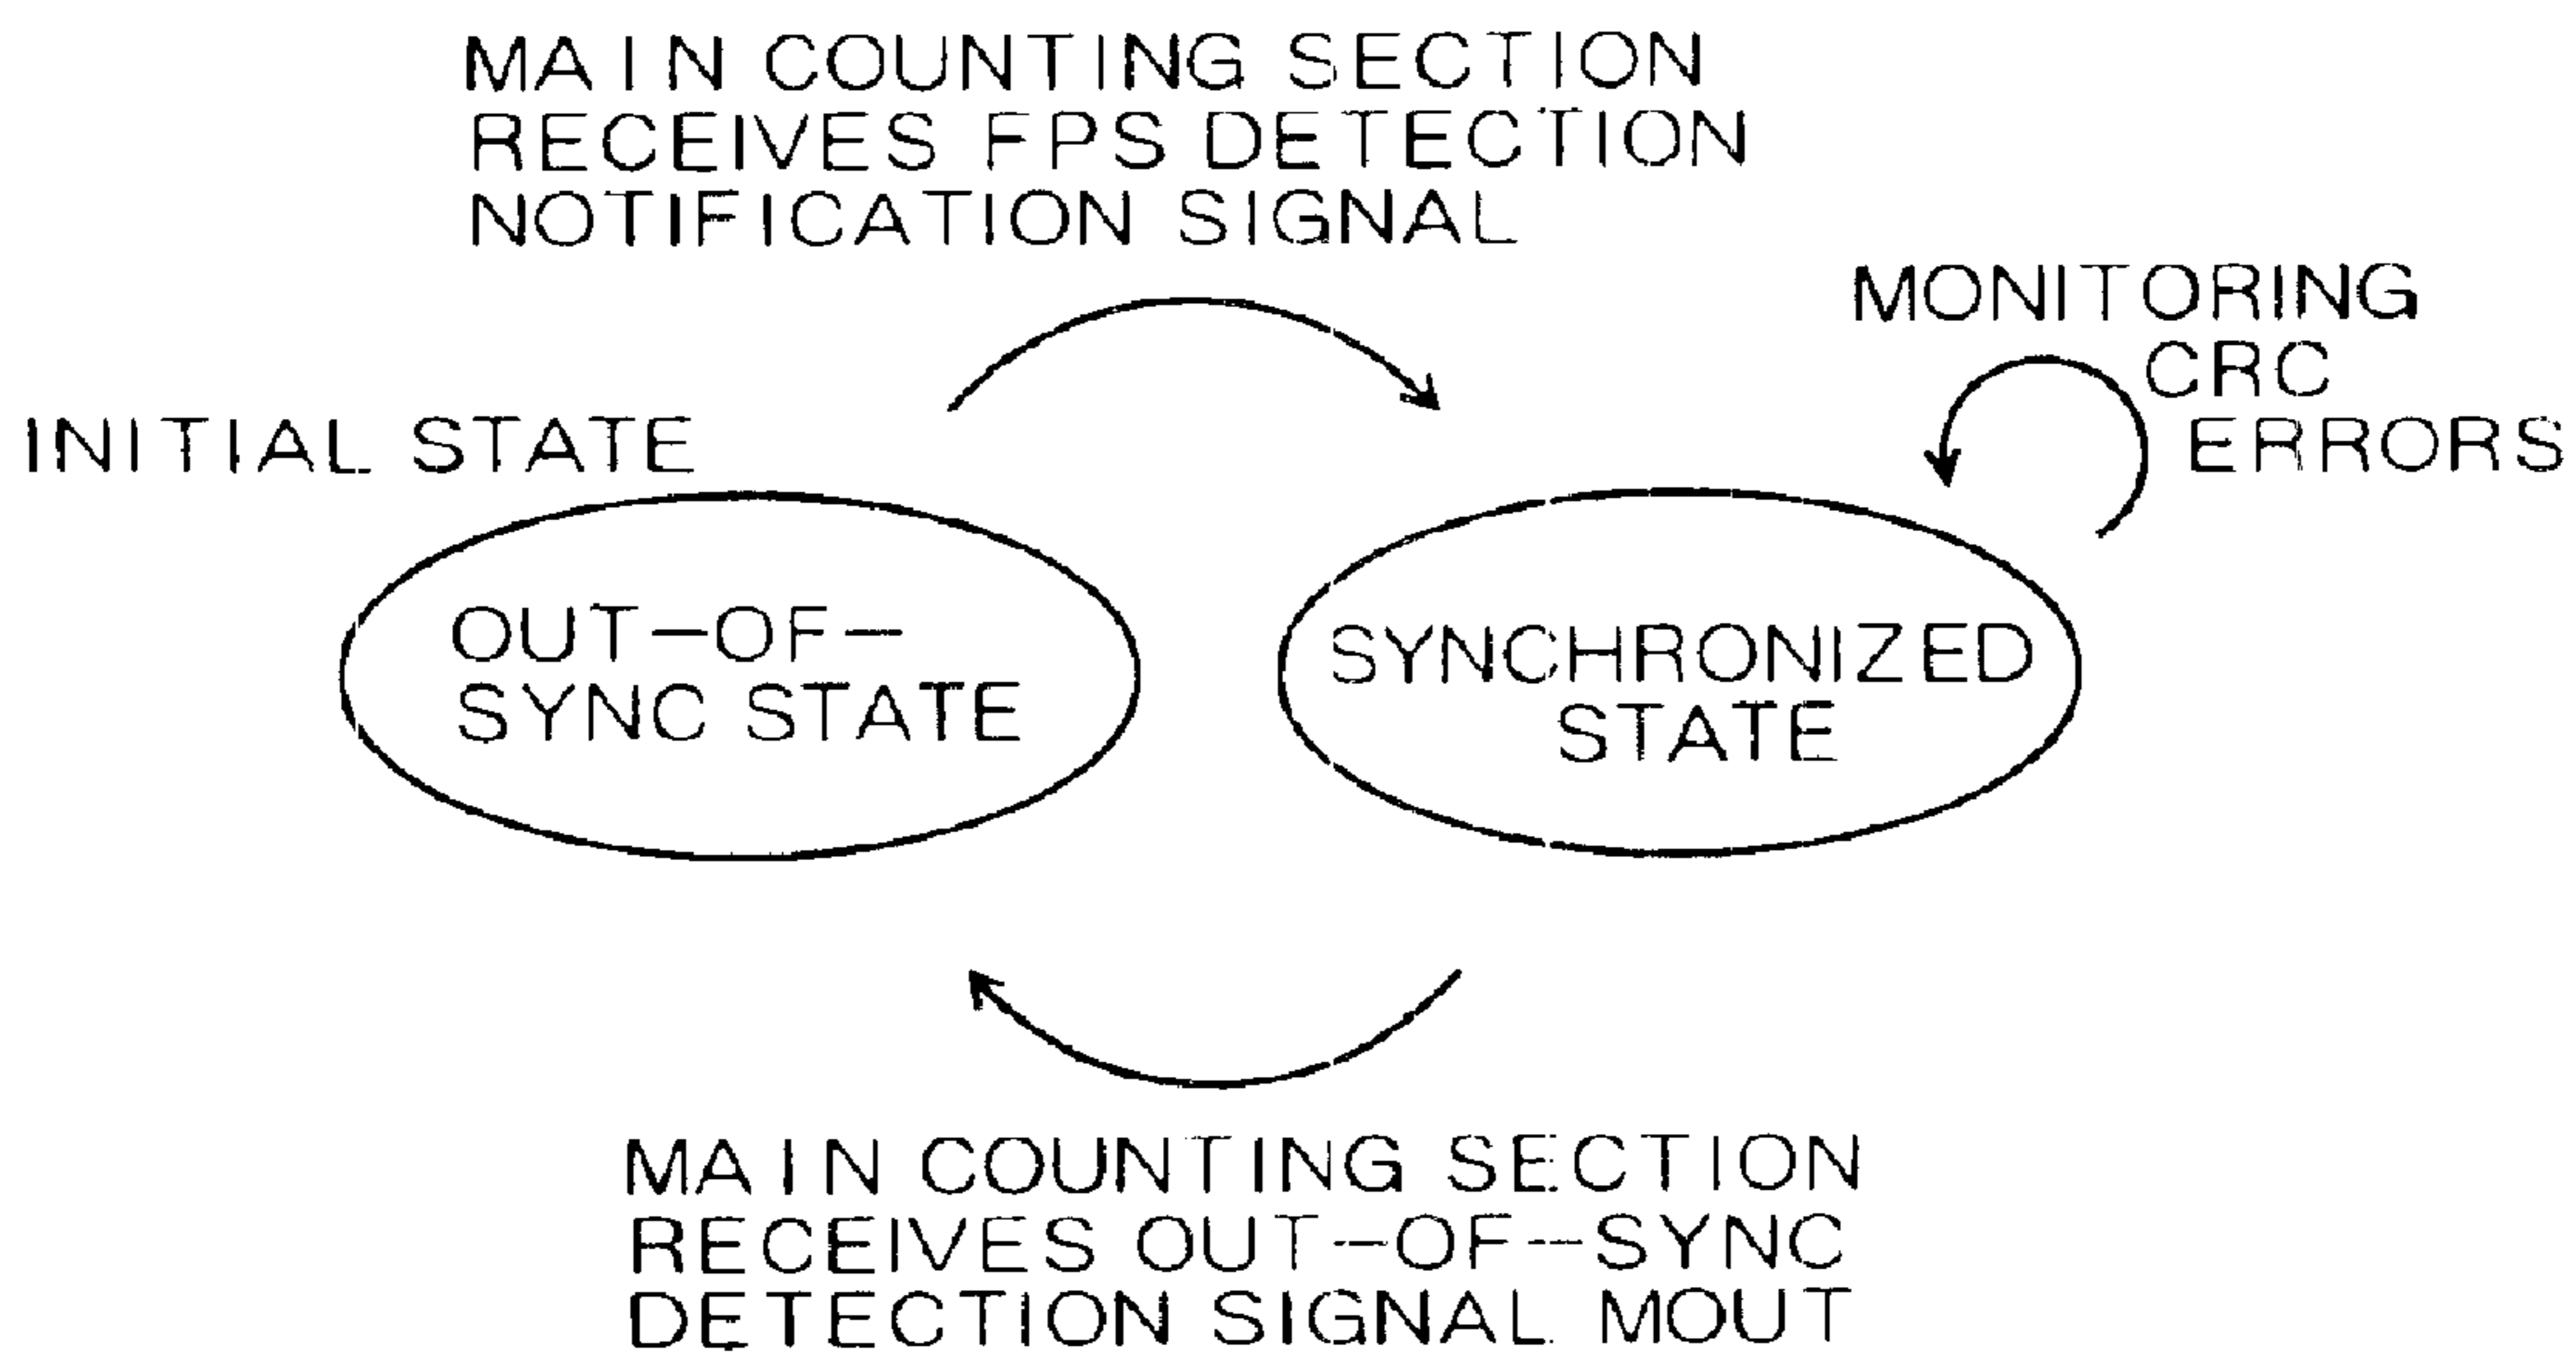 MAIN COUNTING SECTION
RECEIVES FPS DETECTION
NOTIFICATION SIGNAL
MONITORING
CRC
ERRORS
INITIAL STATE
OUT-OF-
SYNC STATE
SYNCHRONIZED
STATE
MAIN COUNTING SECTION
RECEIVES OUT-OF-SYNC
DETECTION SIGNAL MOUT